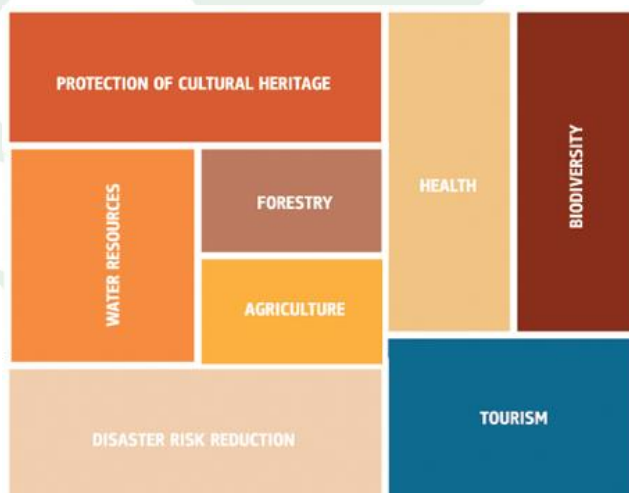 PROTECTION OF CULTURAL HERITAGE
WATER RESOURCES
FORESTRY
AGRICULTURE
DISASTER RISK REDUCTION
HEALTH
BIODIVERSITY
TOURISM